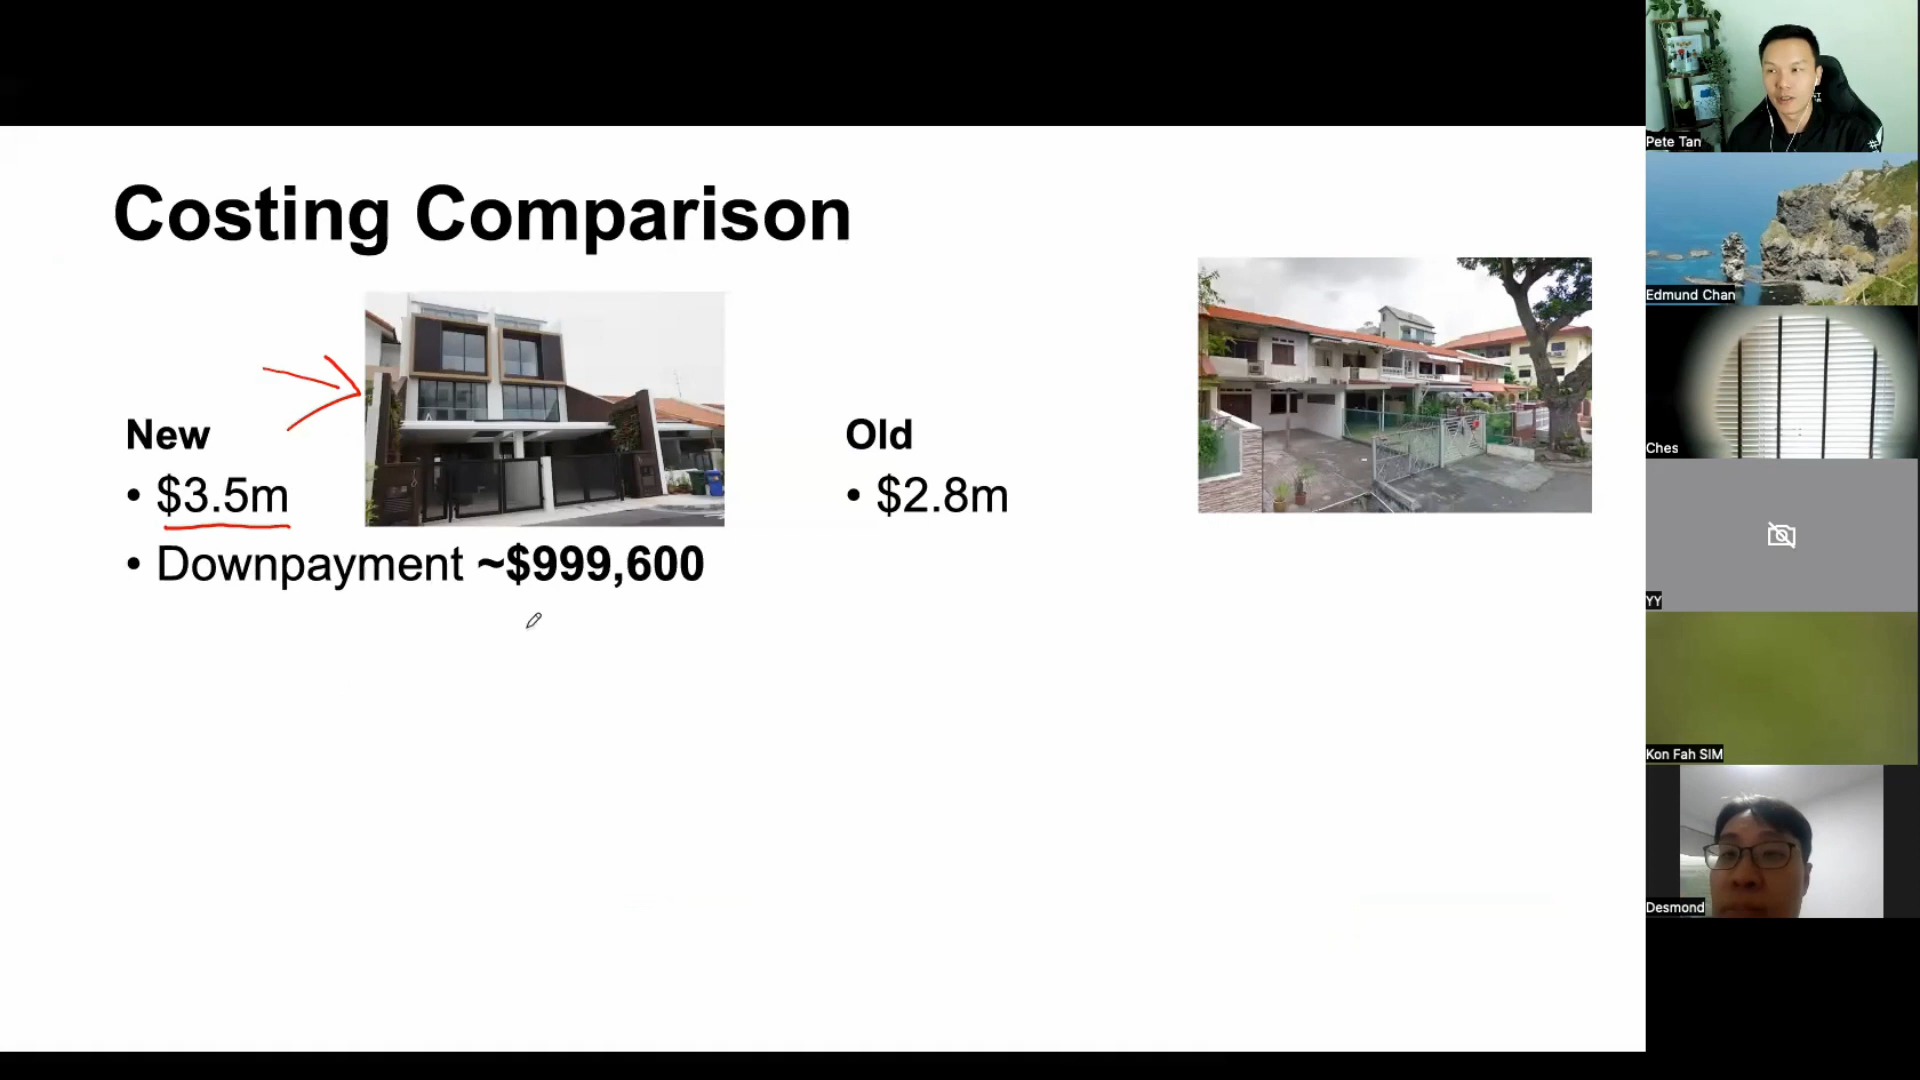 Costing Comparison
New
• $3.5m
• Downpayment ~$999,600
Old
• $2.8m
Pete Tan
Edmund Chan
Ches
YY
Kon Fah SIM
Desmond